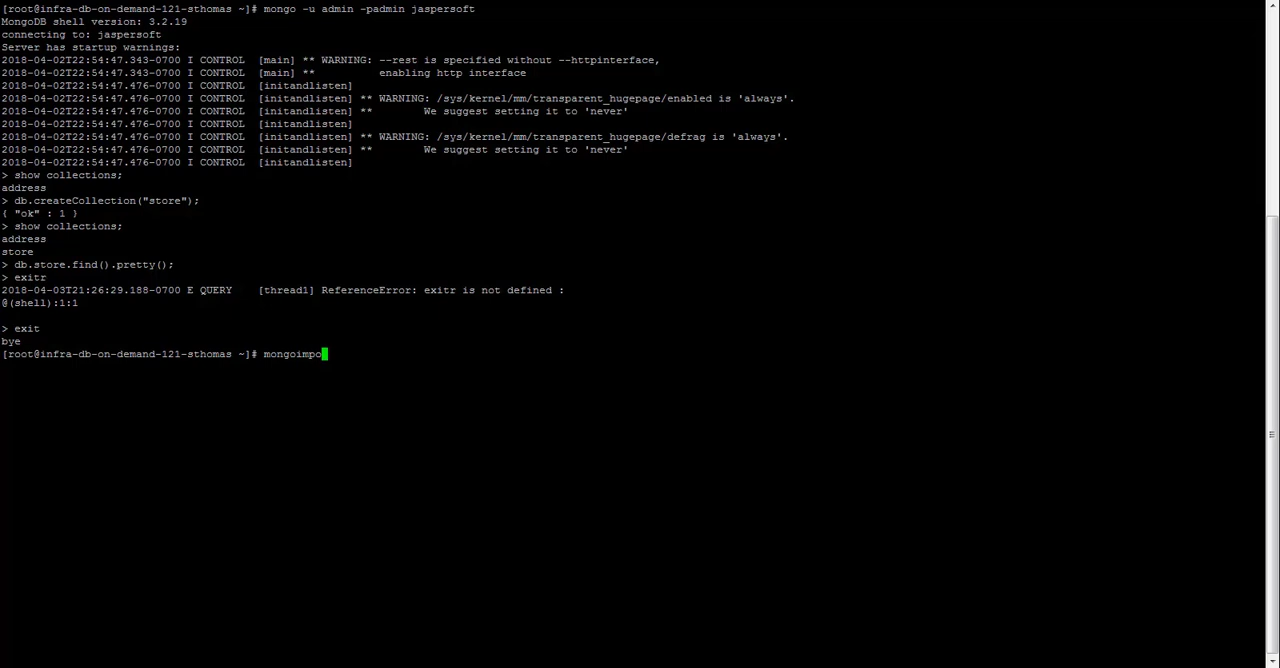 [root@infra-db-on-demand-121-sthomas ~]# mongo -u admin -padmin jaspersoft
MongoDB shell version: 3.2.19
connecting to: jaspersoft
Server has startup warnings:
2018-04-02T22:54:47.343-0700 I CONTROL  [main] ** WARNING: --rest is specified without --httpinterface,
2018-04-02T22:54:47.343-0700 I CONTROL  [main] **          enabling http interface
2018-04-02T22:54:47.476-0700 I CONTROL  [initandlisten]
2018-04-02T22:54:47.476-0700 I CONTROL  [initandlisten] ** WARNING: /sys/kernel/mm/transparent_hugepage/enabled is 'always'.
2018-04-02T22:54:47.476-0700 I CONTROL  [initandlisten] **        We suggest setting it to 'never'
2018-04-02T22:54:47.476-0700 I CONTROL  [initandlisten]
2018-04-02T22:54:47.476-0700 I CONTROL  [initandlisten] ** WARNING: /sys/kernel/mm/transparent_hugepage/defrag is 'always'.
2018-04-02T22:54:47.476-0700 I CONTROL  [initandlisten] **        We suggest setting it to 'never'
2018-04-02T22:54:47.476-0700 I CONTROL  [initandlisten]
> show collections;
address
> db.createCollection("store");
{ "ok" : 1 }
> show collections;
address
store
> db.store.find().pretty();
> exitr
2018-04-03T21:26:29.188-0700 E QUERY    [thread1] ReferenceError: exitr is not defined :
@(shell):1:1
> exit
bye
[root@infra-db-on-demand-121-sthomas ~]# mongoimpo